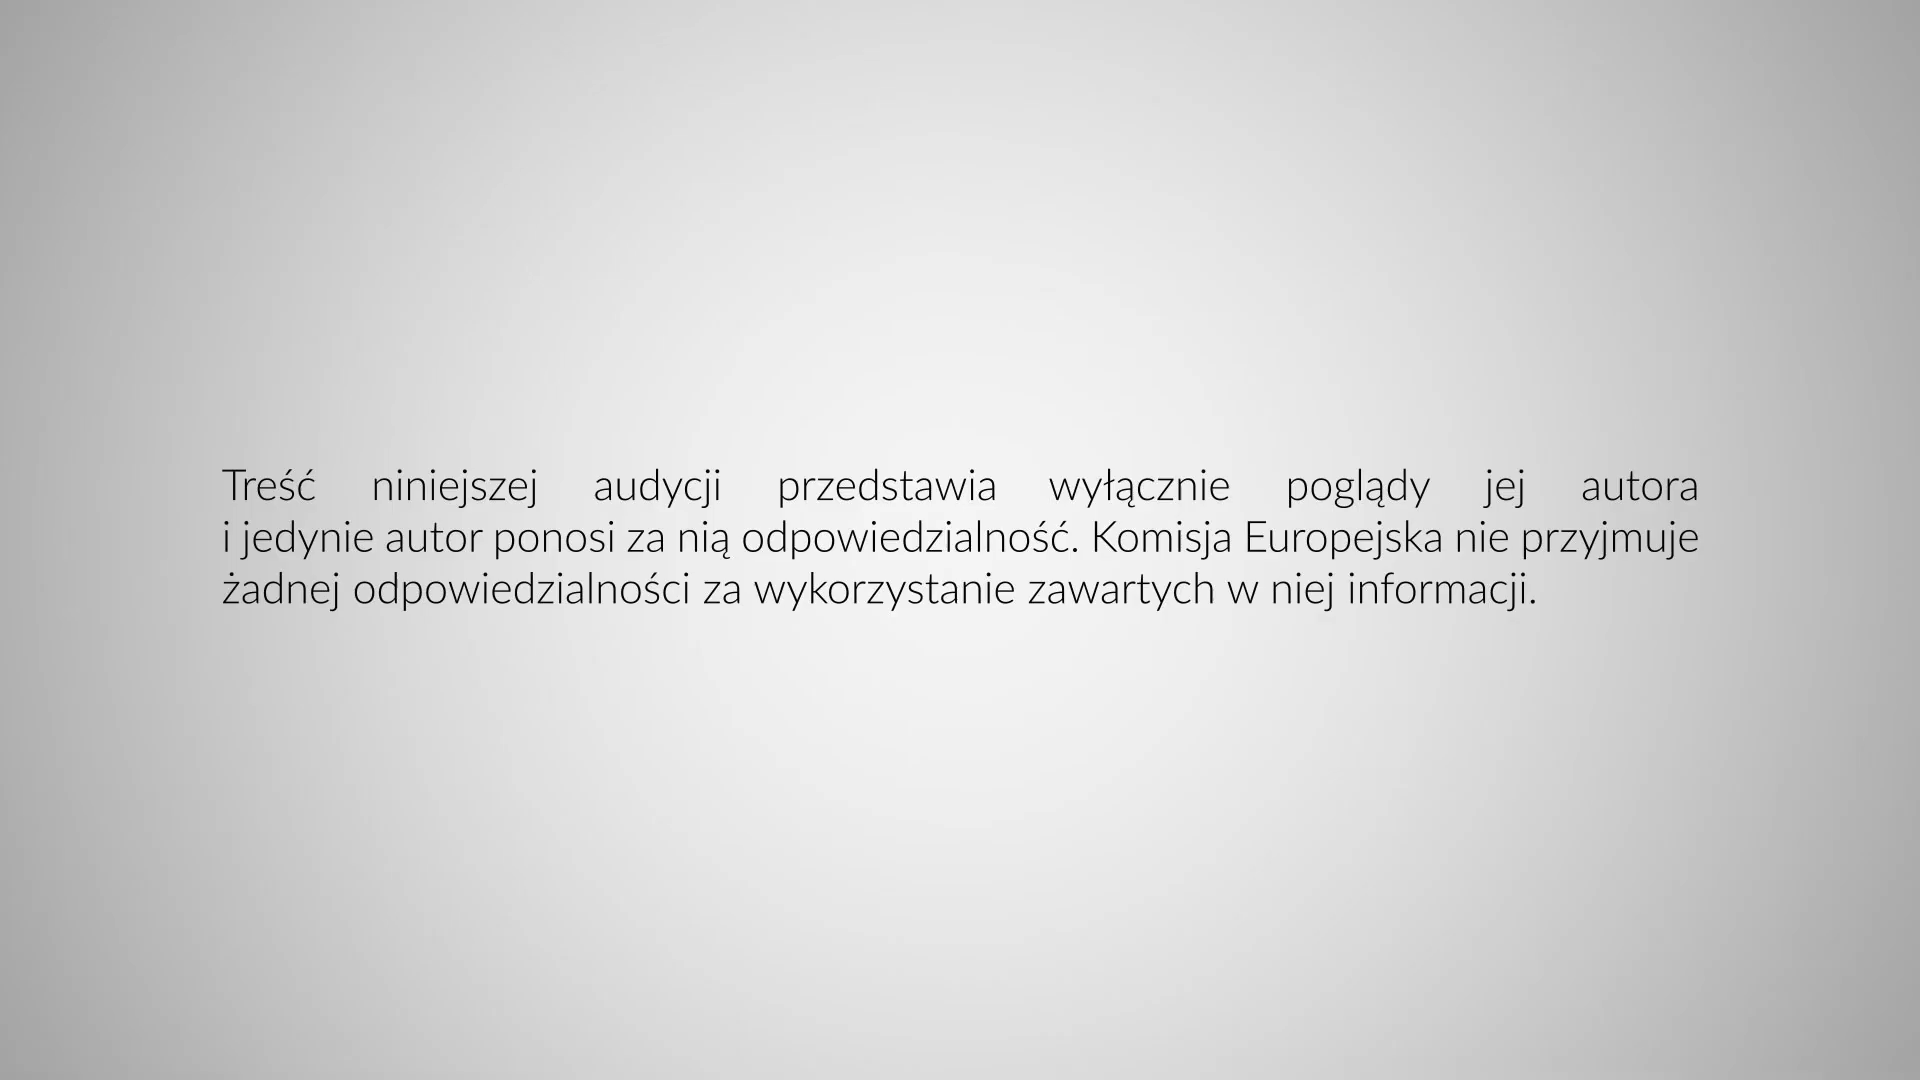 Treść niniejszej audycji przedstawia wyłącznie poglądy jej autora
i jedynie autor ponosi za nią odpowiedzialność. Komisja Europejska nie przyjmuje
żadnej odpowiedzialności za wykorzystanie zawartych w niej informacji.